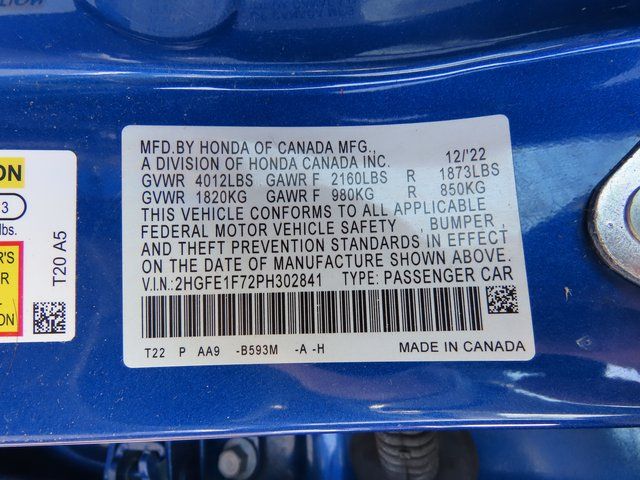 MFD.BY HONDA OF CANADA MFG.,
A DIVISION OF HONDA CANADA INC. 12/'22
GVWR 4012LBS GAWR F 2160LBS R 1873LBS
GVWR 1820KG GAWR F 980KG R 850KG
THIS VEHICLE CONFORMS TO ALL APPLICABLE
FEDERAL MOTOR VEHICLE SAFETY , BUMPER ,
AND THEFT PREVENTION STANDARDS IN EFFECT
ON THE DATE OF MANUFACTURE SHOWN ABOVE.
V.I.N.: 2HGFE1F72PH302841 TYPE: PASSENGER CAR
T22 P AA9 -B593M -A -H MADE IN CANADA
ION
3
lbs.
R'S
ON
T20 A5